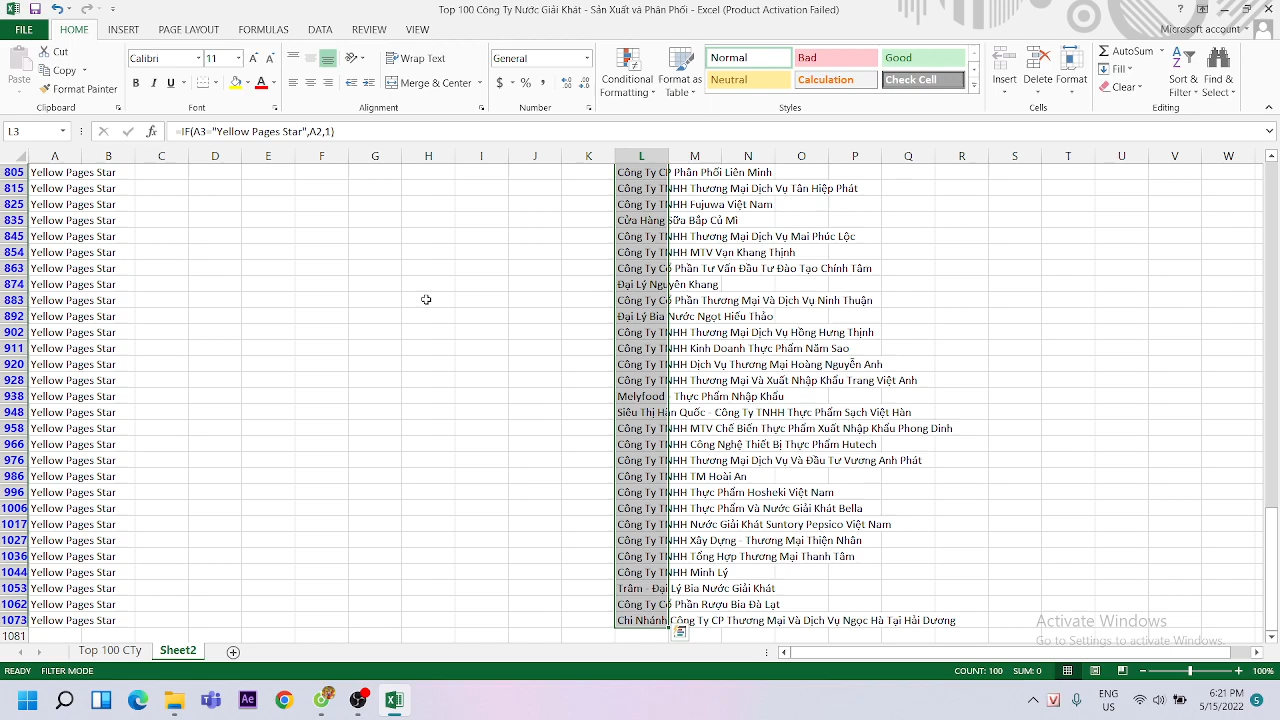 Top 100 Công Ty Nước Giải Khát - Sản Xuất và Phân Phối - Excel (Product Activation Failed)
FILE HOME INSERT PAGE LAYOUT FORMULAS DATA REVIEW VIEW Microsoft account
Cut
Copy
Format Painter
Paste
Clipboard
Calibri 11
B I U
Font
Wrap Text
Merge & Center
Alignment
General
$ % ,
Number
Conditional Formatting
Format as Table
Normal Bad Good
Neutral Calculation Check Cell
Styles
Insert Delete Format
Cells
AutoSum
Fill
Clear
Sort & Filter
Find & Select
Editing
L3 =IF(A3="Yellow Pages Star",A2,1)
A B C D E F G H I J K L M N O P Q R S T U V W
805 Yellow Pages Star Công Ty CP Phân Phối Liên Minh
815 Yellow Pages Star Công Ty TNHH Thương Mại Dịch Vụ Tân Hiệp Phát
825 Yellow Pages Star Công Ty TNHH Fujuwa Việt Nam
835 Yellow Pages Star Cửa Hàng Sữa Bắp Củ Mì
845 Yellow Pages Star Công Ty TNHH Thương Mại Dịch Vụ Mai Phúc Lộc
854 Yellow Pages Star Công Ty TNHH MTV Vạn Khang Thịnh
863 Yellow Pages Star Công Ty Cổ Phần Tư Vấn Đầu Tư Đào Tạo Chính Tâm
874 Yellow Pages Star Đại Lý Nguyên Khang
883 Yellow Pages Star Công Ty Cổ Phần Thương Mại Và Dịch Vụ Ninh Thuận
892 Yellow Pages Star Đại Lý Bia Nước Ngọt Hiếu Thảo
902 Yellow Pages Star Công Ty TNHH Thương Mại Dịch Vụ Hồng Hưng Thịnh
911 Yellow Pages Star Công Ty TNHH Kinh Doanh Thực Phẩm Năm Sao
920 Yellow Pages Star Công Ty TNHH Dịch Vụ Thương Mại Hoàng Nguyễn Anh
928 Yellow Pages Star Công Ty TNHH Thương Mại Và Xuất Nhập Khẩu Trang Việt Anh
938 Yellow Pages Star Melyfood - Thực Phẩm Nhập Khẩu
948 Yellow Pages Star Siêu Thị Hàn Quốc - Công Ty TNHH Thực Phẩm Sạch Việt Hàn
958 Yellow Pages Star Công Ty TNHH MTV Chế Biến Thực Phẩm Xuất Nhập Khẩu Phong Dinh
966 Yellow Pages Star Công Ty TNHH Công Nghệ Thiết Bị Thực Phẩm Hutech
976 Yellow Pages Star Công Ty TNHH Thương Mại Dịch Vụ Và Đầu Tư Vương Anh Phát
986 Yellow Pages Star Công Ty TNHH TM Hoài An
996 Yellow Pages Star Công Ty TNHH Thực Phẩm Hosheki Việt Nam
1006 Yellow Pages Star Công Ty TNHH Thực Phẩm Và Nước Giải Khát Bella
1017 Yellow Pages Star Công Ty TNHH Nước Giải Khát Suntory Pepsico Việt Nam
1027 Yellow Pages Star Công Ty TNHH Xây Dựng - Thương Mại Thiện Nhân
1036 Yellow Pages Star Công Ty TNHH Tổng Hợp Thương Mại Thanh Tâm
1044 Yellow Pages Star Công Ty TNHH Minh Lý
1053 Yellow Pages Star Trâm - Đại Lý Bia Nước Giải Khát
1062 Yellow Pages Star Công Ty Cổ Phần Rượu Bia Đà Lạt
1073 Yellow Pages Star Chi Nhánh Công Ty CP Thương Mại Và Dịch Vụ Ngọc Hà Tại Hải Dương
1081
Activate Windows
Go to Settings to activate Windows.
Top 100 CTy Sheet2
READY FILTER MODE COUNT: 100 SUM: 0 100%
ENG US
6:21 PM
5/15/2022
5